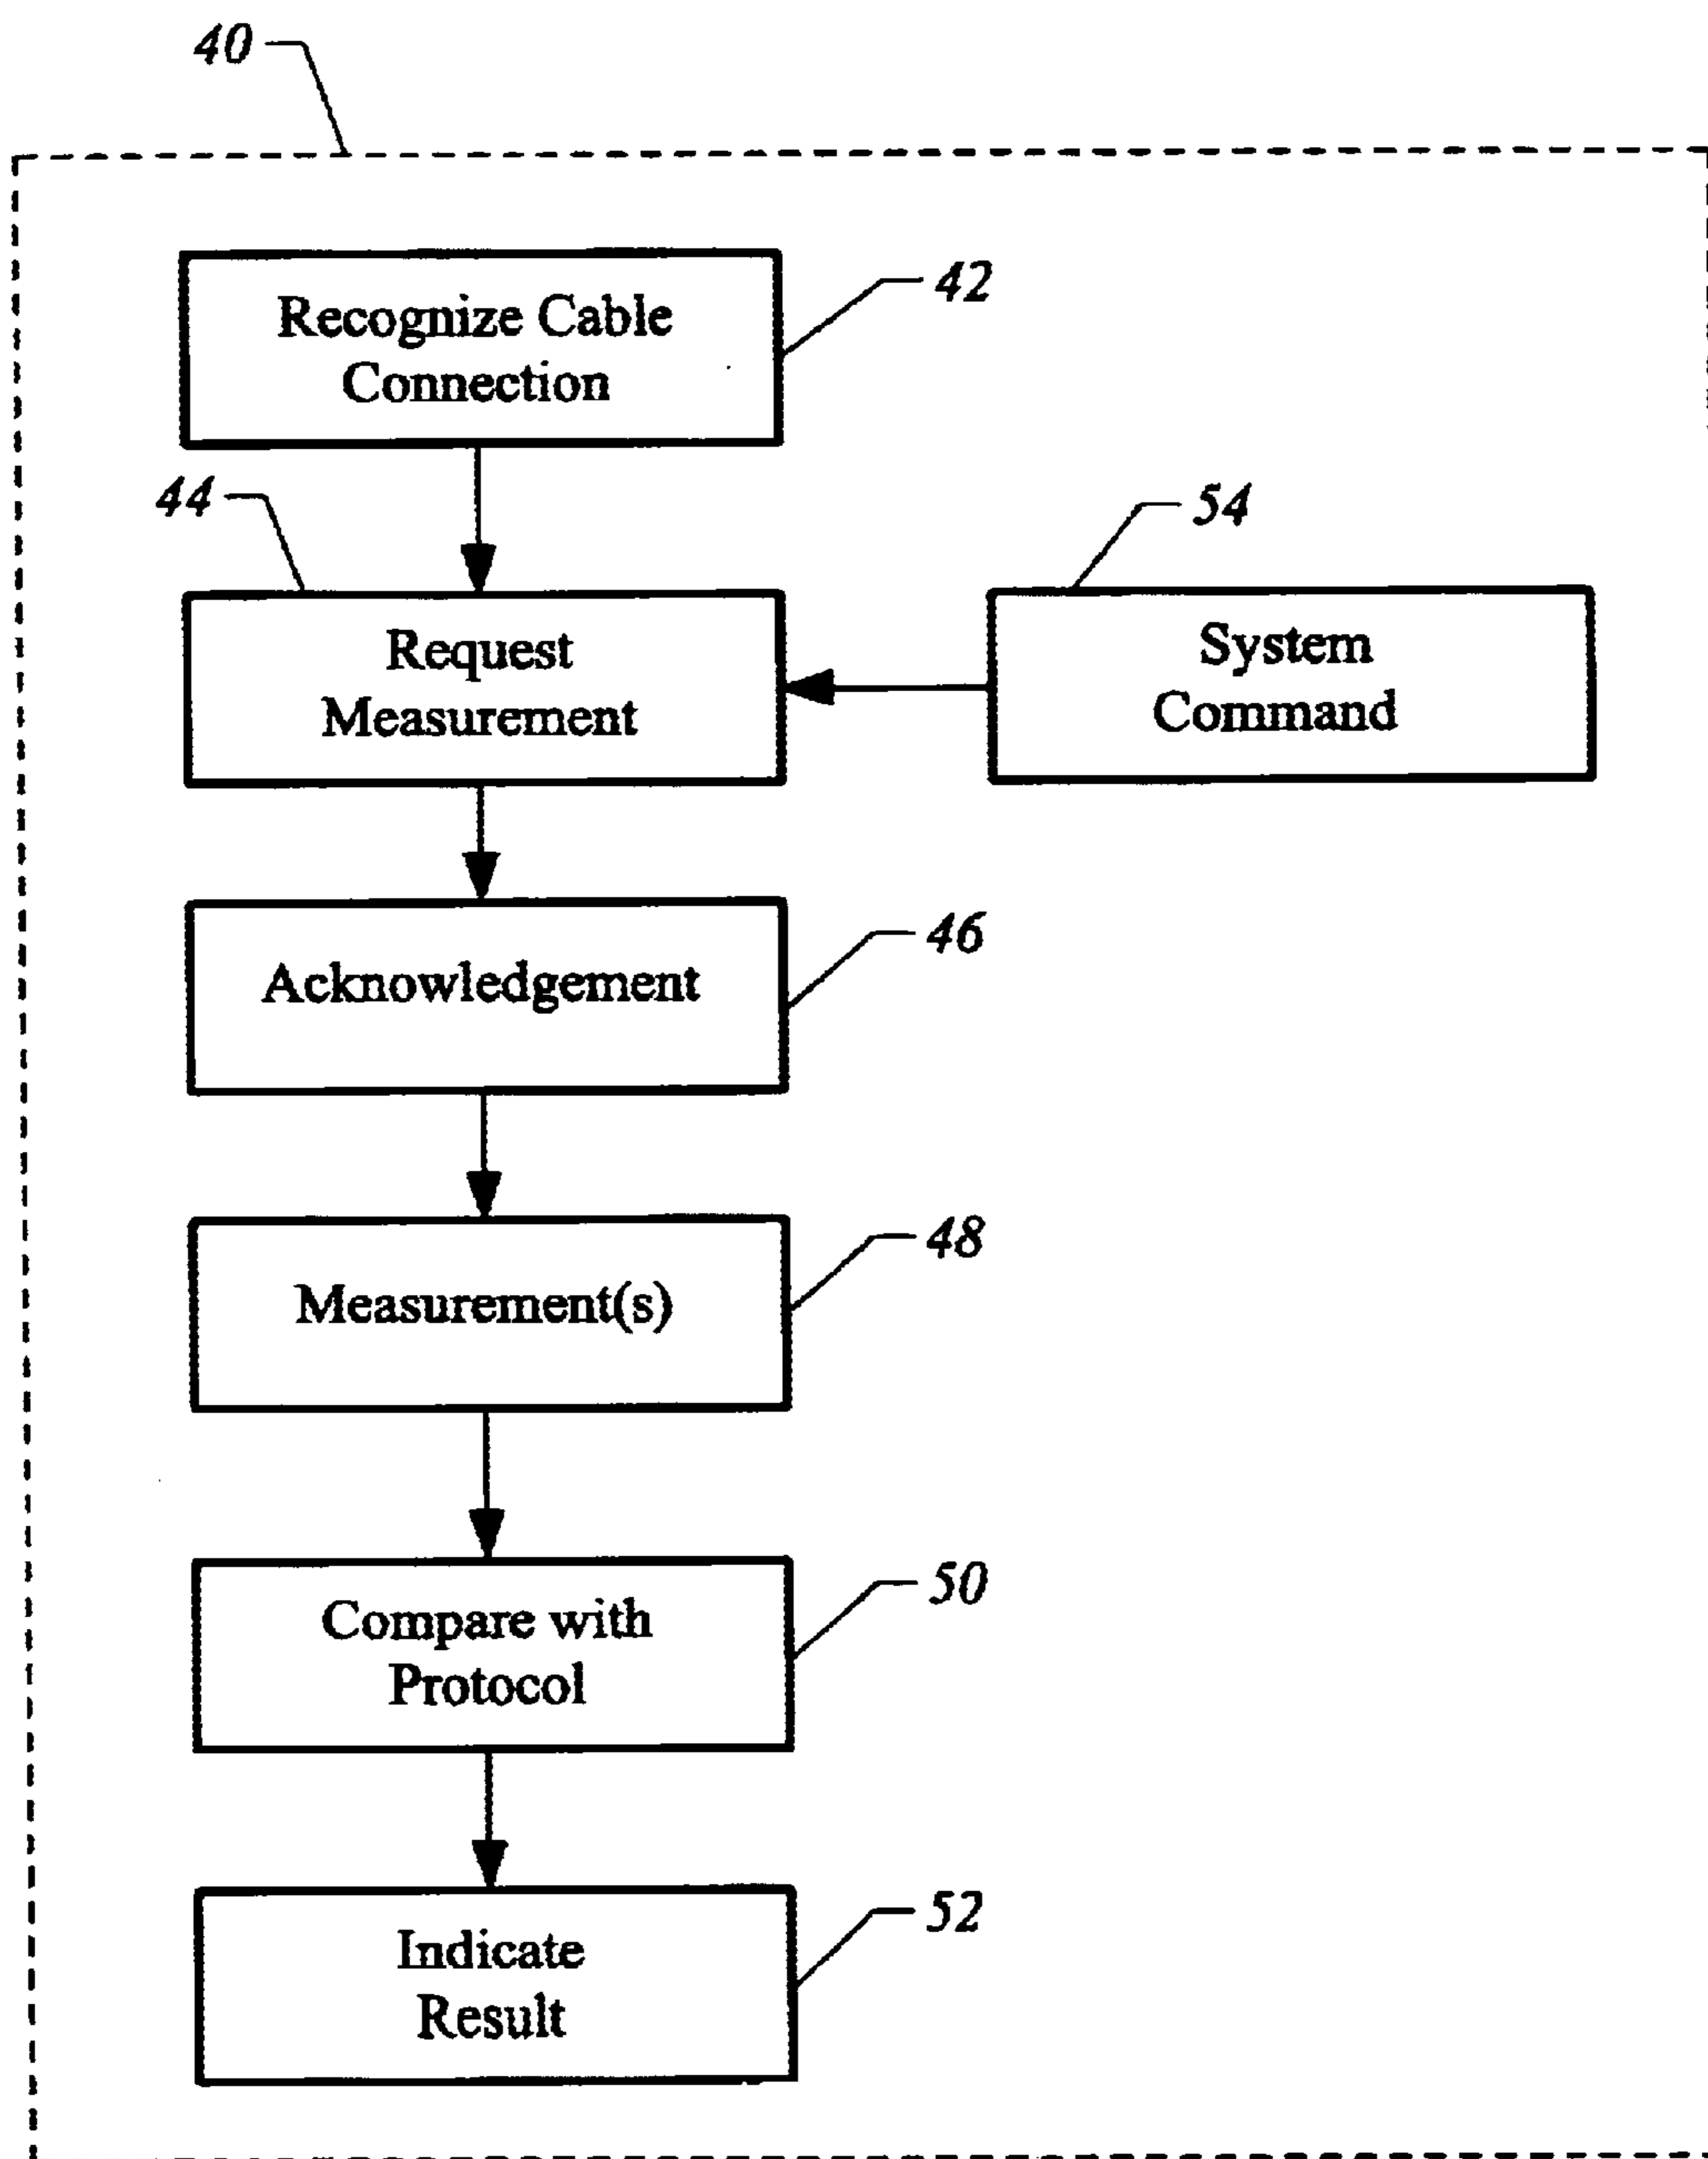 40
Recognize Cable
Connection
42
44
54
Request
Measurement
System
Command
46
Acknowledgement
48
Measurement(s)
50
Compare with
Protocol
52
Indicate
Result